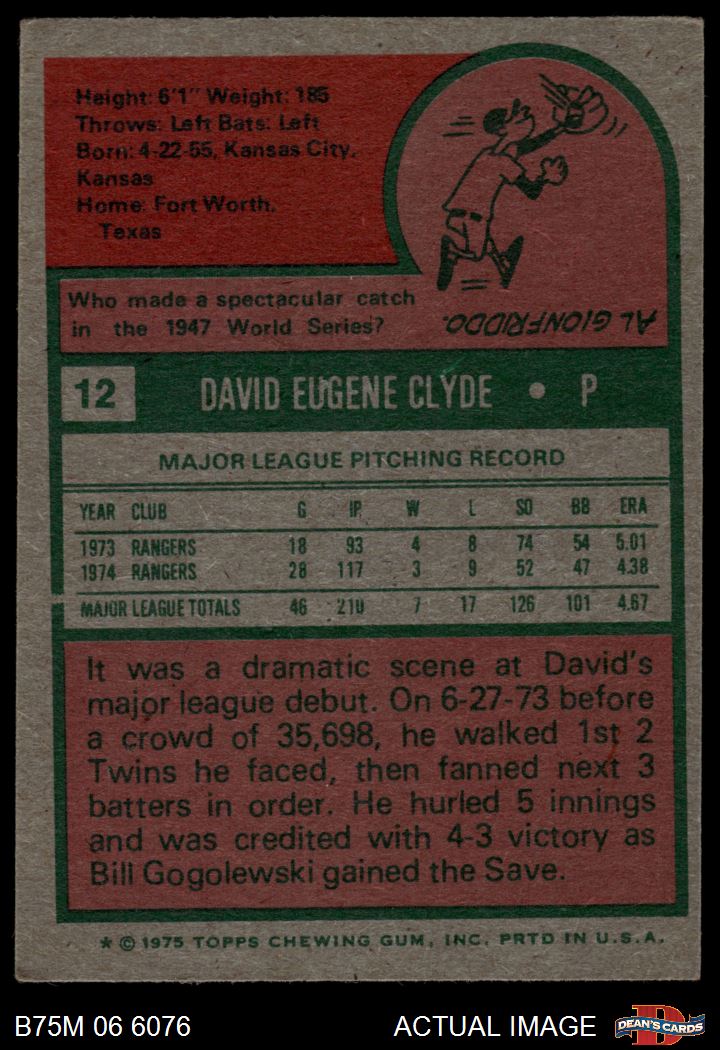 Height: 6'1" Weight: 185
Throws: Left Bats: Left
Born: 4-22-55, Kansas City,
Kansas
Home: Fort Worth,
Texas
Who made a spectacular catch
in the 1947 World Series?
AL GIONFRIDDO.
12 DAVID EUGENE CLYDE • P
MAJOR LEAGUE PITCHING RECORD
YEAR CLUB G IP W L SO BB ERA
1973 RANGERS 18 93 4 8 74 54 5.01
1974 RANGERS 28 117 3 9 52 47 4.38
MAJOR LEAGUE TOTALS 46 210 7 17 126 101 4.67
It was a dramatic scene at David's
major league debut. On 6-27-73 before
a crowd of 35,698, he walked 1st 2
Twins he faced, then fanned next 3
batters in order. He hurled 5 innings
and was credited with 4-3 victory as
Bill Gogolewski gained the Save.
* © 1975 TOPPS CHEWING GUM, INC. PRTD IN U.S.A.
B75M 06 6076 ACTUAL IMAGE D DEAN'S CARDS